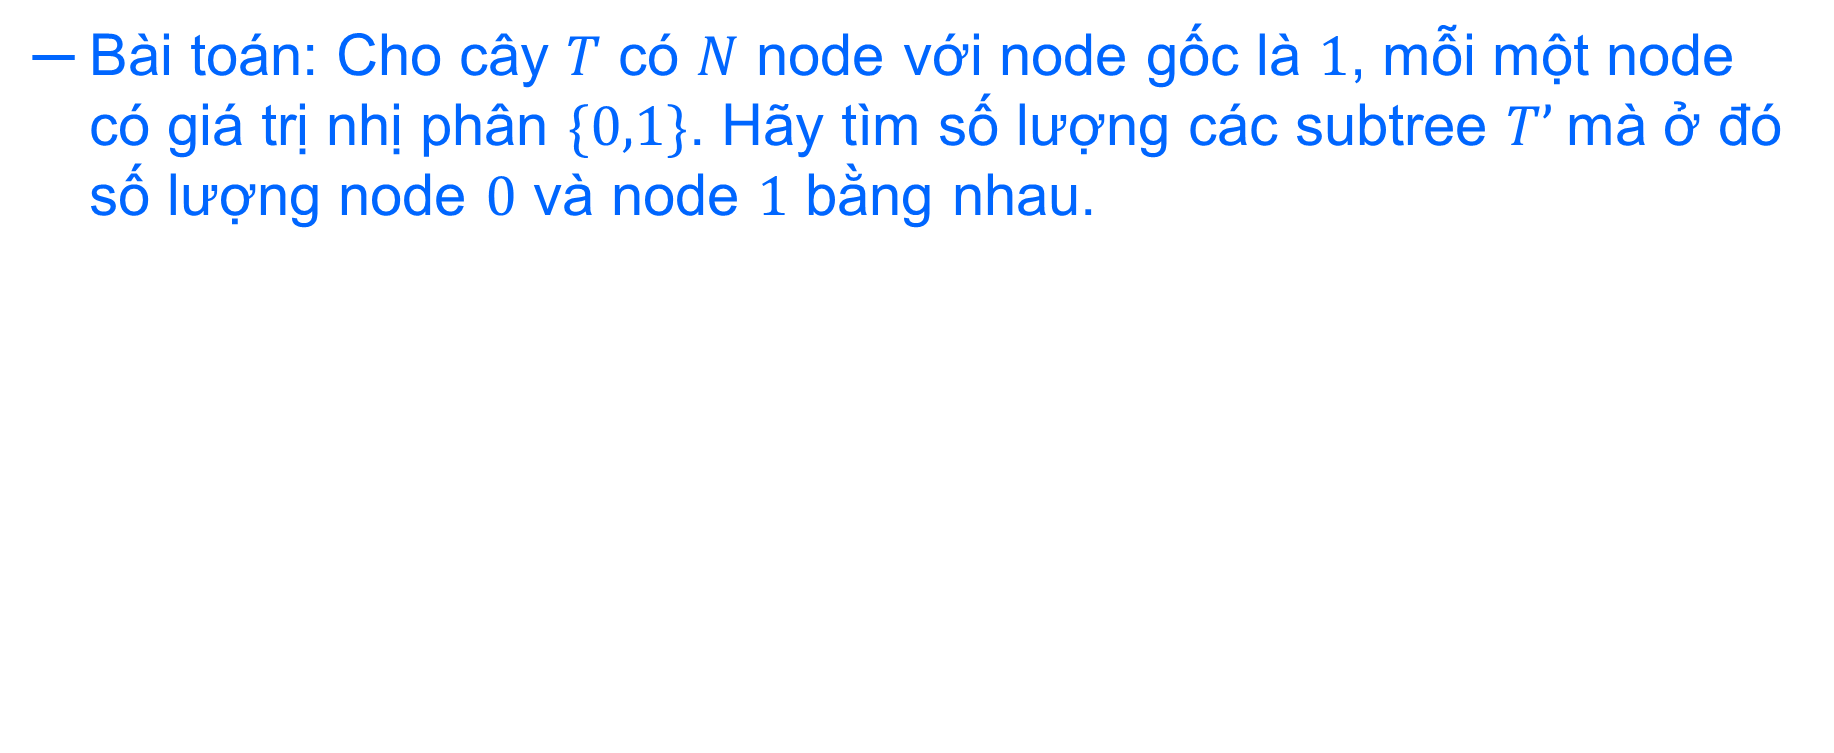 — Bài toán: Cho cây T có N node với node gốc là 1, mỗi một node
có giá trị nhị phân {0,1}. Hãy tìm số lượng các subtree T’ mà ở đó
số lượng node 0 và node 1 bằng nhau.